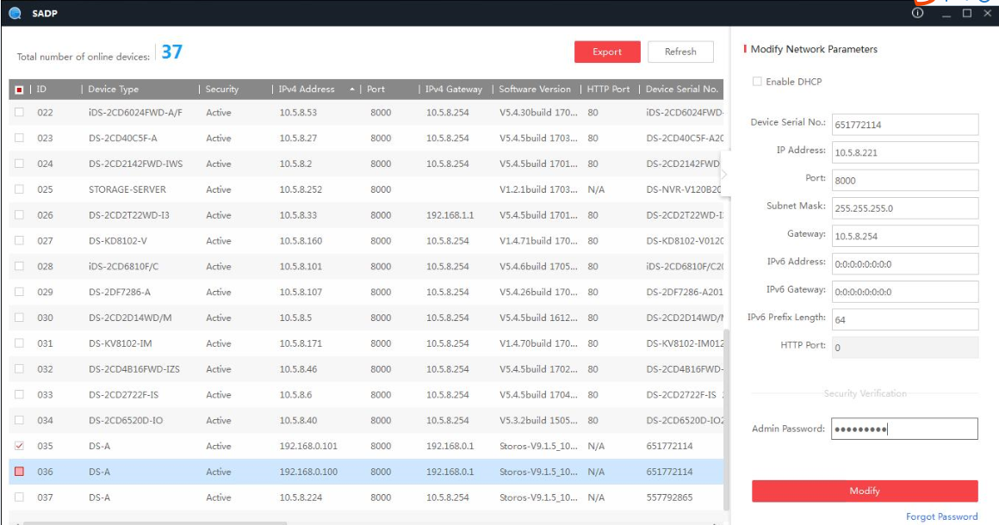 SADP
Total number of online devices: 37
Export Refresh
ID Device Type Security IPv4 Address Port IPv4 Gateway Software Version HTTP Port Device Serial No.
022 iDS-2CD6024FWD-A/F Active 10.5.8.53 8000 10.5.8.254 V5.4.30build 170... 80 iDS-2CD6024FWD-
023 DS-2CD40C5F-A Active 10.5.8.27 8000 10.5.8.254 V5.4.5build 1703... 80 DS-2CD40C5F-A20
024 DS-2CD2142FWD-IWS Active 10.5.8.2 8000 10.5.8.254 V5.4.5build 1701... 80 DS-2CD2142FWD
025 STORAGE-SERVER Active 10.5.8.252 8000 V1.2.1build 1703... N/A DS-NVR-V120B20
026 DS-2CD2T22WD-I3 Active 10.5.8.33 8000 192.168.1.1 V5.4.5build 1701... 80 DS-2CD2T22WD-I
027 DS-KD8102-V Active 10.5.8.160 8000 10.5.8.254 V1.4.71build 170... 80 DS-KD8102-V0120
028 iDS-2CD6810F/C Active 10.5.8.101 8000 10.5.8.254 V5.4.6build 1705... 80 iDS-2CD6810F/C20
029 DS-2DF7286-A Active 10.5.8.107 8000 10.5.8.254 V5.4.26build 170... 80 DS-2DF7286-A201
030 DS-2CD2D14WD/M Active 10.5.8.5 8000 10.5.8.254 V5.4.5build 1612... 80 DS-2CD2D14WD/
031 DS-KV8102-IM Active 10.5.8.171 8000 10.5.8.254 V1.4.70build 170... 80 DS-KV8102-IM012
032 DS-2CD4B16FWD-IZS Active 10.5.8.46 8000 10.5.8.254 V5.4.5build 1702... 80 DS-2CD4B16FWD-
033 DS-2CD2722F-IS Active 10.5.8.6 8000 10.5.8.254 V5.4.5build 1704... 80 DS-2CD2722F-IS
034 DS-2CD6520D-IO Active 10.5.8.40 8000 10.5.8.254 V5.3.2build 1505... 80 DS-2CD6520D-IO2
035 DS-A Active 192.168.0.101 8000 192.168.0.1 Storos-V9.1.5_10... N/A 651772114
036 DS-A Active 192.168.0.100 8000 192.168.0.1 Storos-V9.1.5_10... N/A 651772114
037 DS-A Active 10.5.8.224 8000 10.5.8.254 Storos-V9.1.5_10... N/A 557792865
Modify Network Parameters
Enable DHCP
Device Serial No.: 651772114
IP Address: 10.5.8.221
Port: 8000
Subnet Mask: 255.255.255.0
Gateway: 10.5.8.254
IPv6 Address: 0:0:0:0:0:0:0:0
IPv6 Gateway: 0:0:0:0:0:0:0:0
IPv6 Prefix Length: 64
HTTP Port: 0
Security Verification
Admin Password: ●●●●●●●●●
Modify
Forgot Password